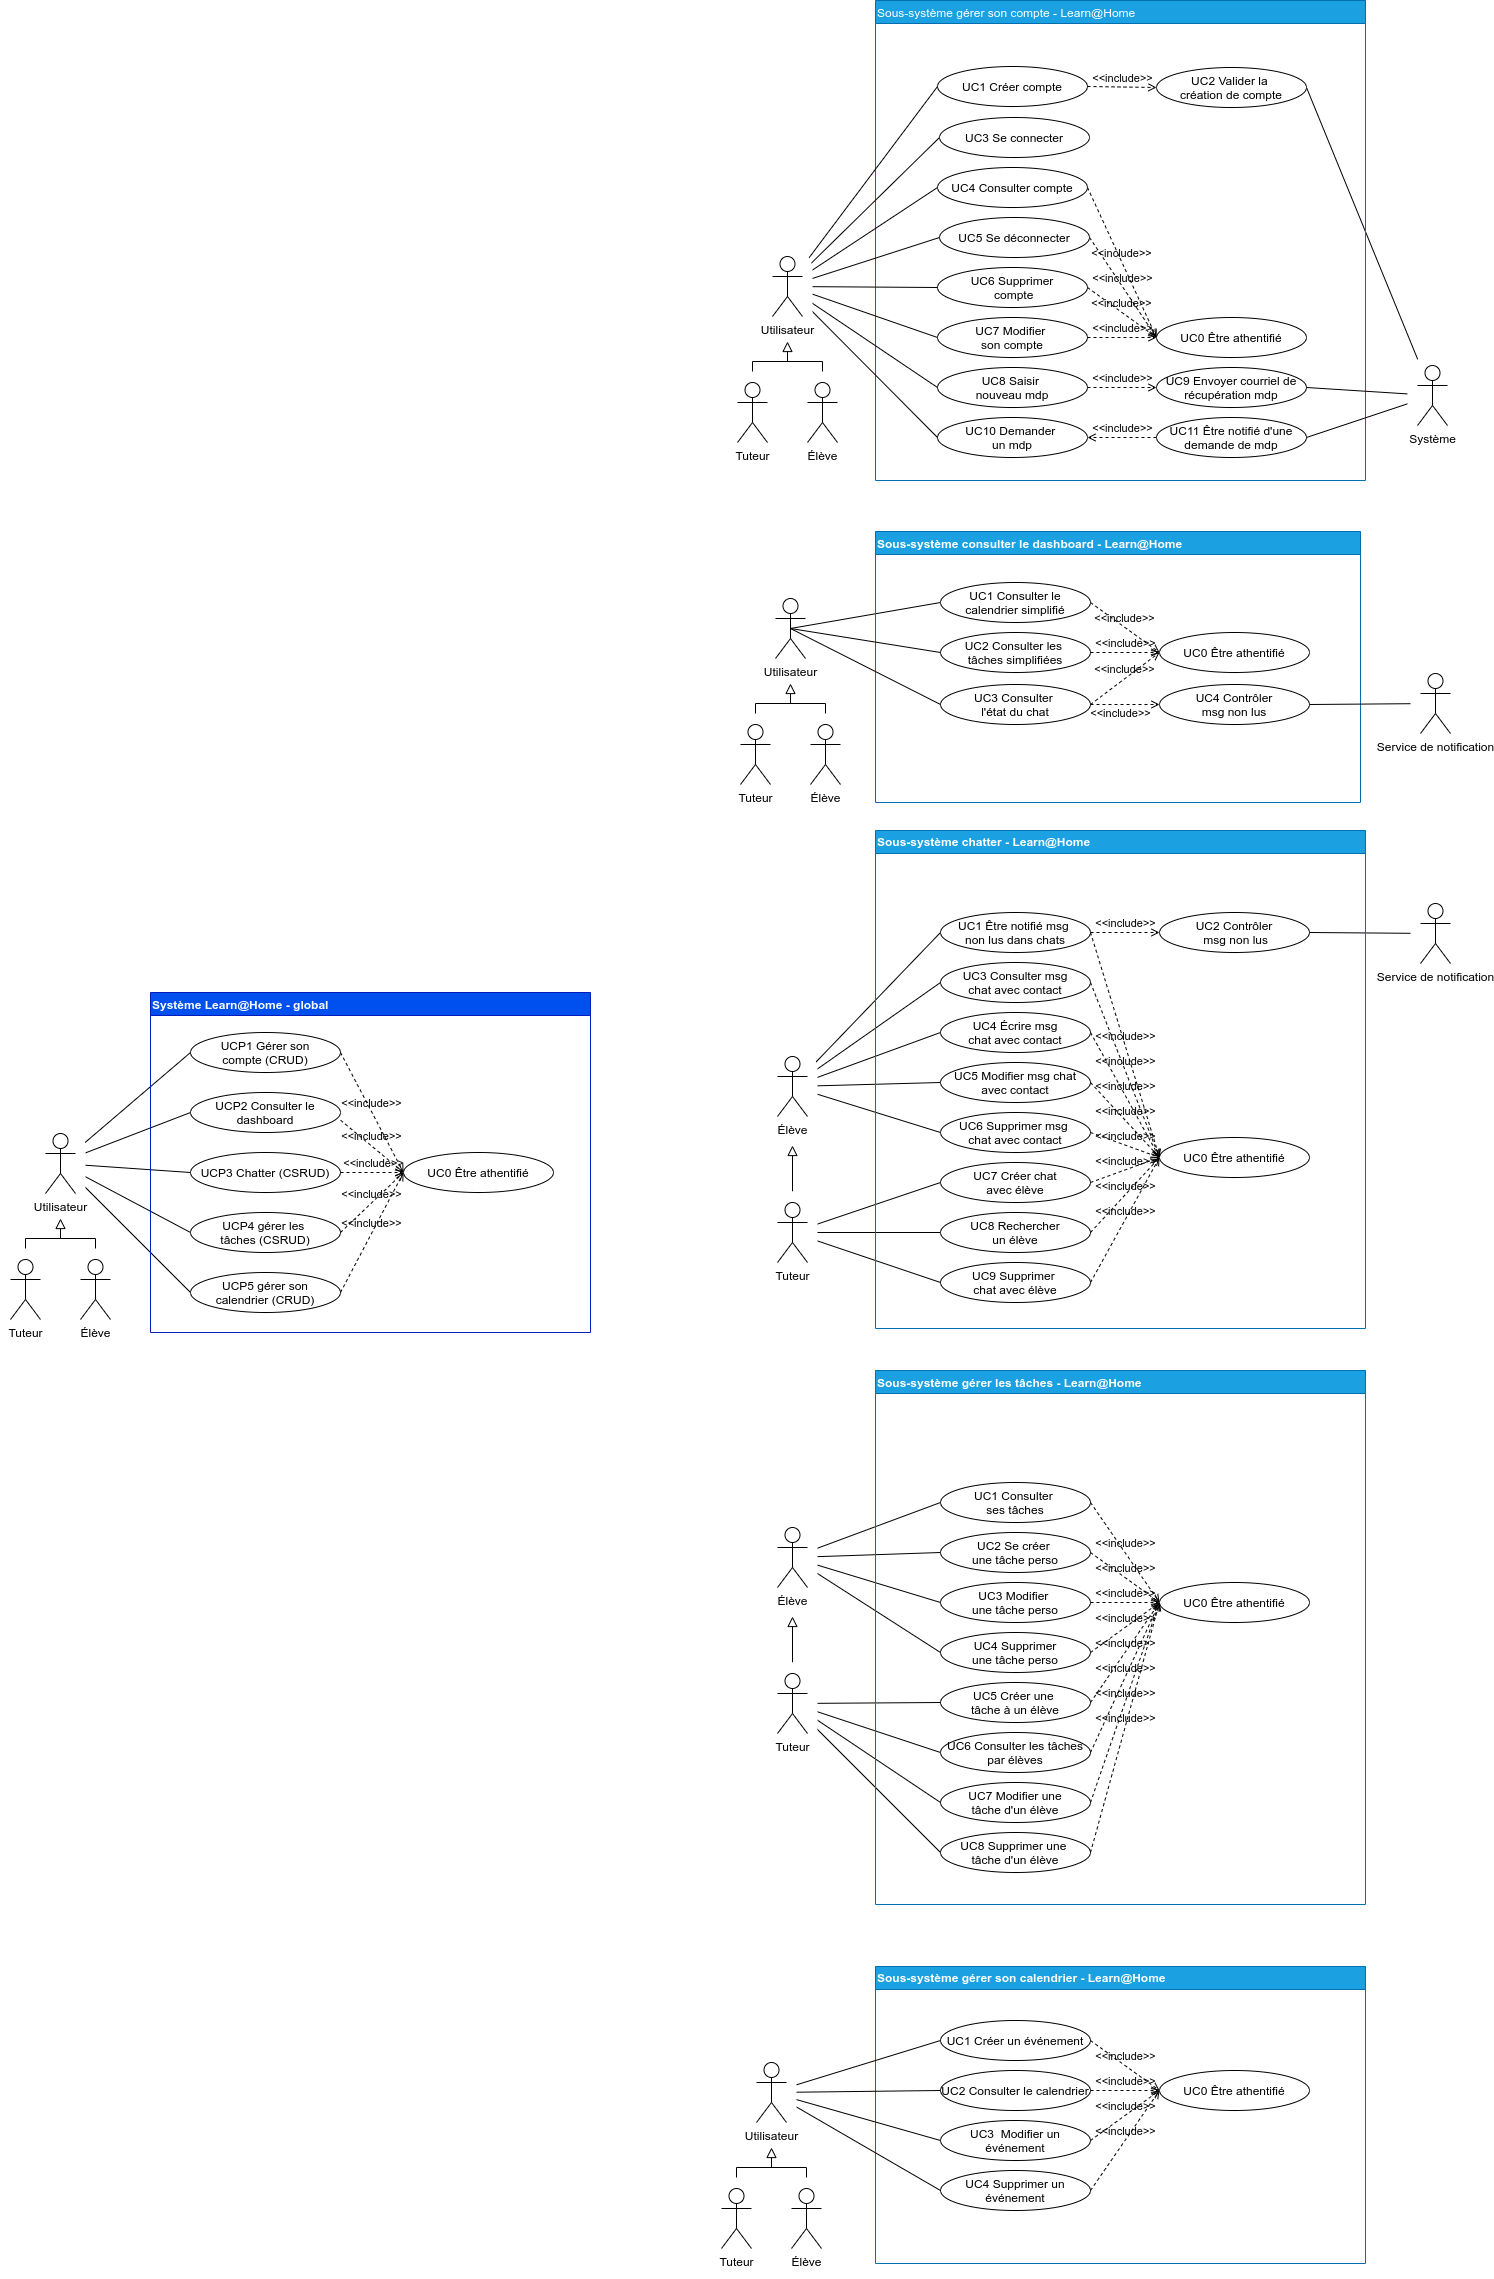 Sous-système gérer son compte - Learn@Home
UC1 Créer compte
<<include>>
UC2 Valider la
création de compte
UC3 Se connecter
UC4 Consulter compte
UC5 Se déconnecter
<<include>>
UC6 Supprimer
compte
<<include>>
<<include>>
UC7 Modifier
son compte
<<include>>
UC0 Être athentifié
UC8 Saisir
nouveau mdp
<<include>>
UC9 Envoyer courriel de
récupération mdp
UC10 Demander
un mdp
<<include>>
UC11 Être notifié d'une
demande de mdp
Utilisateur
Tuteur
Élève
Système
Sous-système consulter le dashboard - Learn@Home
UC1 Consulter le
calendrier simplifié
<<include>>
UC2 Consulter les
tâches simplifiées
<<include>>
UC0 Être athentifié
<<include>>
UC3 Consulter
l'état du chat
<<include>>
UC4 Contrôler
msg non lus
Utilisateur
Tuteur
Élève
Service de notification
Sous-système chatter - Learn@Home
UC1 Être notifié msg
non lus dans chats
<<include>>
UC2 Contrôler
msg non lus
Service de notification
UC3 Consulter msg
chat avec contact
UC4 Écrire msg
chat avec contact
<<include>>
<<include>>
UC5 Modifier msg chat
avec contact
<<include>>
<<include>>
UC6 Supprimer msg
chat avec contact
<<include>>
UC0 Être athentifié
<<include>>
UC7 Créer chat
avec élève
<<include>>
<<include>>
UC8 Rechercher
un élève
UC9 Supprimer
chat avec élève
Élève
Tuteur
Système Learn@Home - global
UCP1 Gérer son
compte (CRUD)
<<include>>
UCP2 Consulter le
dashboard
<<include>>
UCP3 Chatter (CSRUD)
<<include>>
UC0 Être athentifié
<<include>>
UCP4 gérer les
tâches (CSRUD)
<<include>>
UCP5 gérer son
calendrier (CRUD)
Utilisateur
Tuteur
Élève
Sous-système gérer les tâches - Learn@Home
UC1 Consulter
ses tâches
<<include>>
UC2 Se créer
une tâche perso
<<include>>
<<include>>
UC3 Modifier
une tâche perso
UC0 Être athentifié
<<include>>
UC4 Supprimer
une tâche perso
<<include>>
<<include>>
UC5 Créer une
tâche à un élève
<<include>>
<<include>>
UC6 Consulter les tâches
par élèves
UC7 Modifier une
tâche d'un élève
UC8 Supprimer une
tâche d'un élève
Élève
Tuteur
Sous-système gérer son calendrier - Learn@Home
UC1 Créer un événement
<<include>>
UC2 Consulter le calendrier
<<include>>
UC0 Être athentifié
<<include>>
UC3  Modifier un
événement
<<include>>
UC4 Supprimer un
événement
Utilisateur
Tuteur
Élève